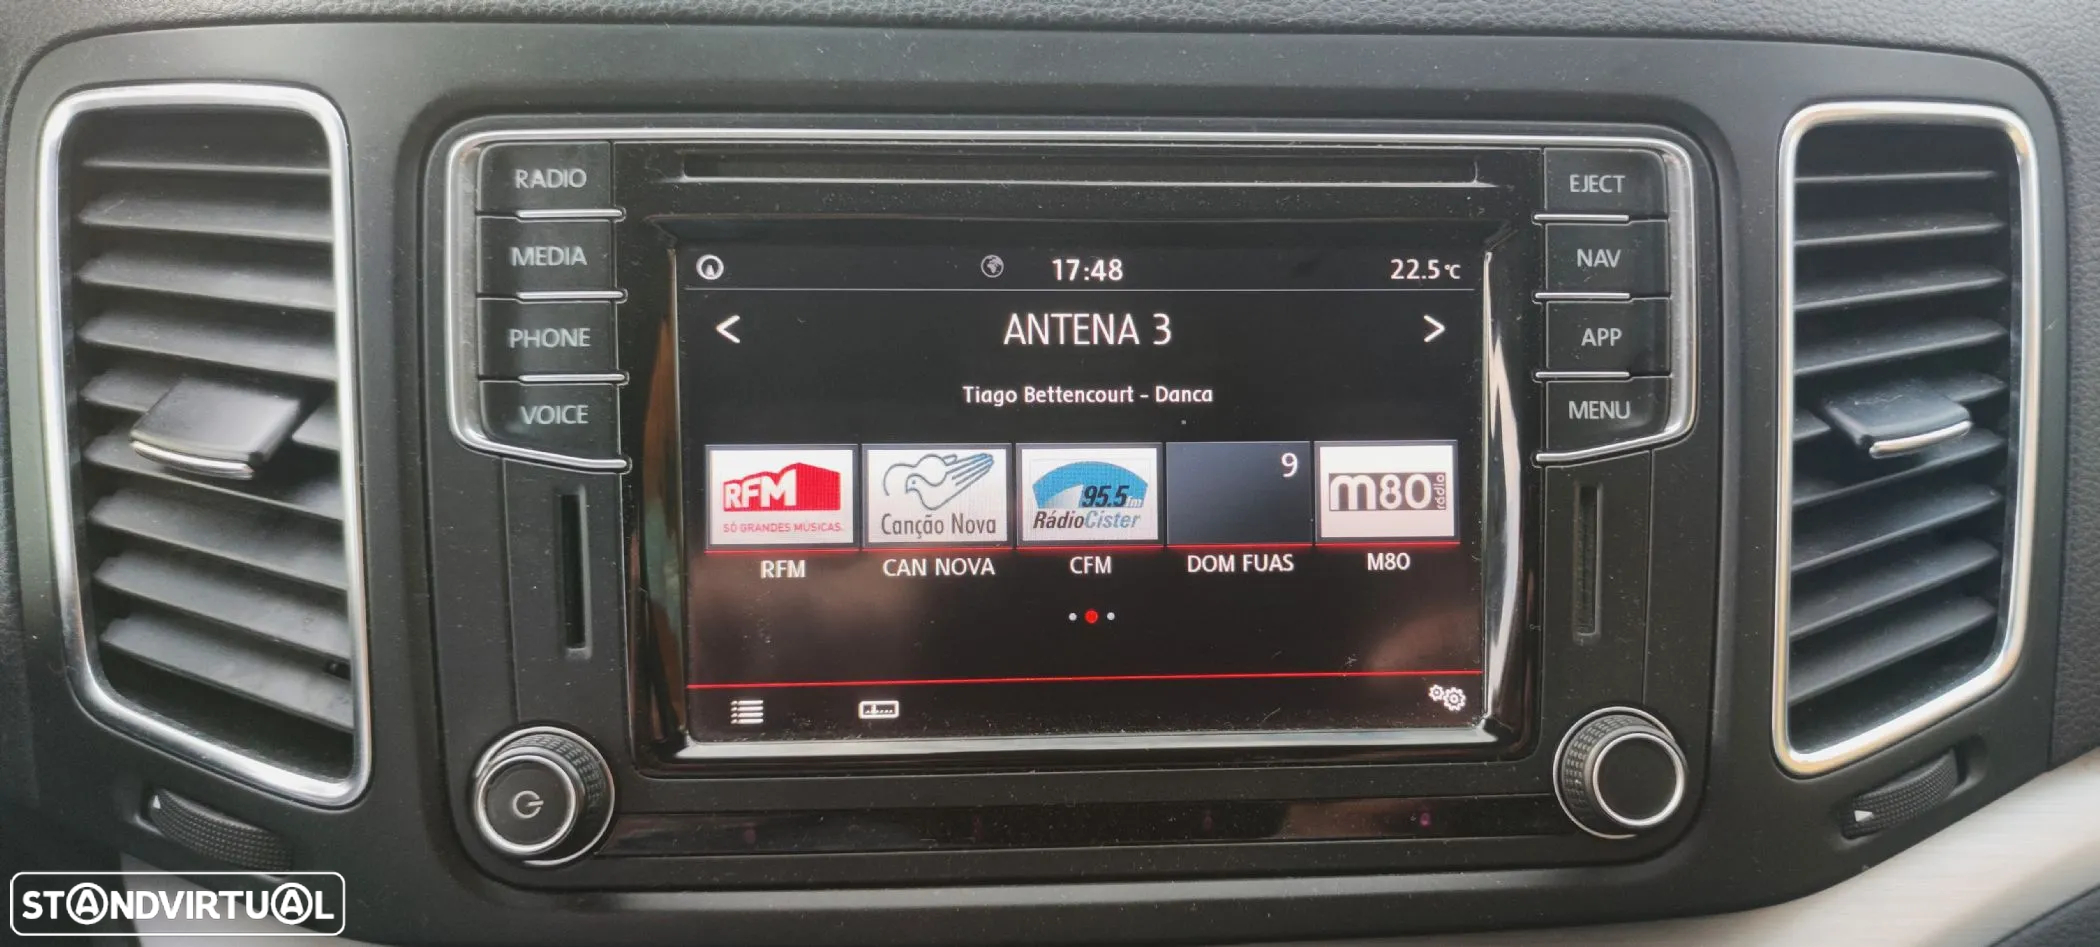 RADIO
MEDIA
PHONE
VOICE
EJECT
NAV
APP
MENU
17:48
22.5°C
< ANTENA 3 >
Tiago Bettencourt - Danca
RFM
SÓ GRANDES MÚSICAS.
Canção Nova
95.5 fm
RádioCister
9
m80 rádio
RFM CAN NOVA CFM DOM FUAS M80
STANDVIRTUAL